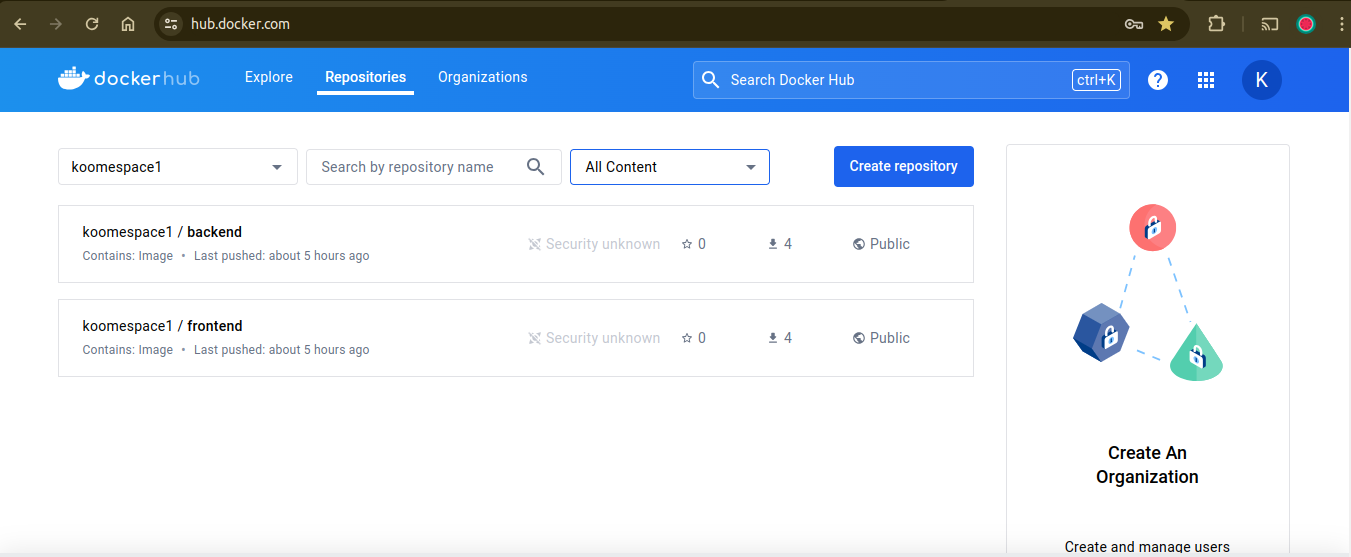 hub.docker.com
dockerhub
Explore
Repositories
Organizations
Search Docker Hub
ctrl+K
?
K
koomespace1
Search by repository name
All Content
Create repository
koomespace1 / backend
Contains: Image • Last pushed: about 5 hours ago
Security unknown
0
4
Public
koomespace1 / frontend
Contains: Image • Last pushed: about 5 hours ago
Security unknown
0
4
Public
Create An
Organization
Create and manage users